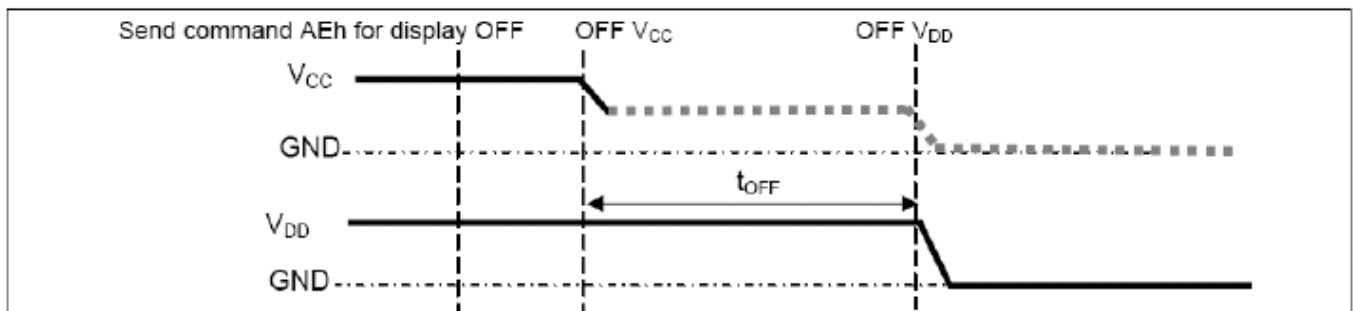 Send command AEh for display OFF OFF VCC OFF VDD
VCC
GND
tOFF
VDD
GND